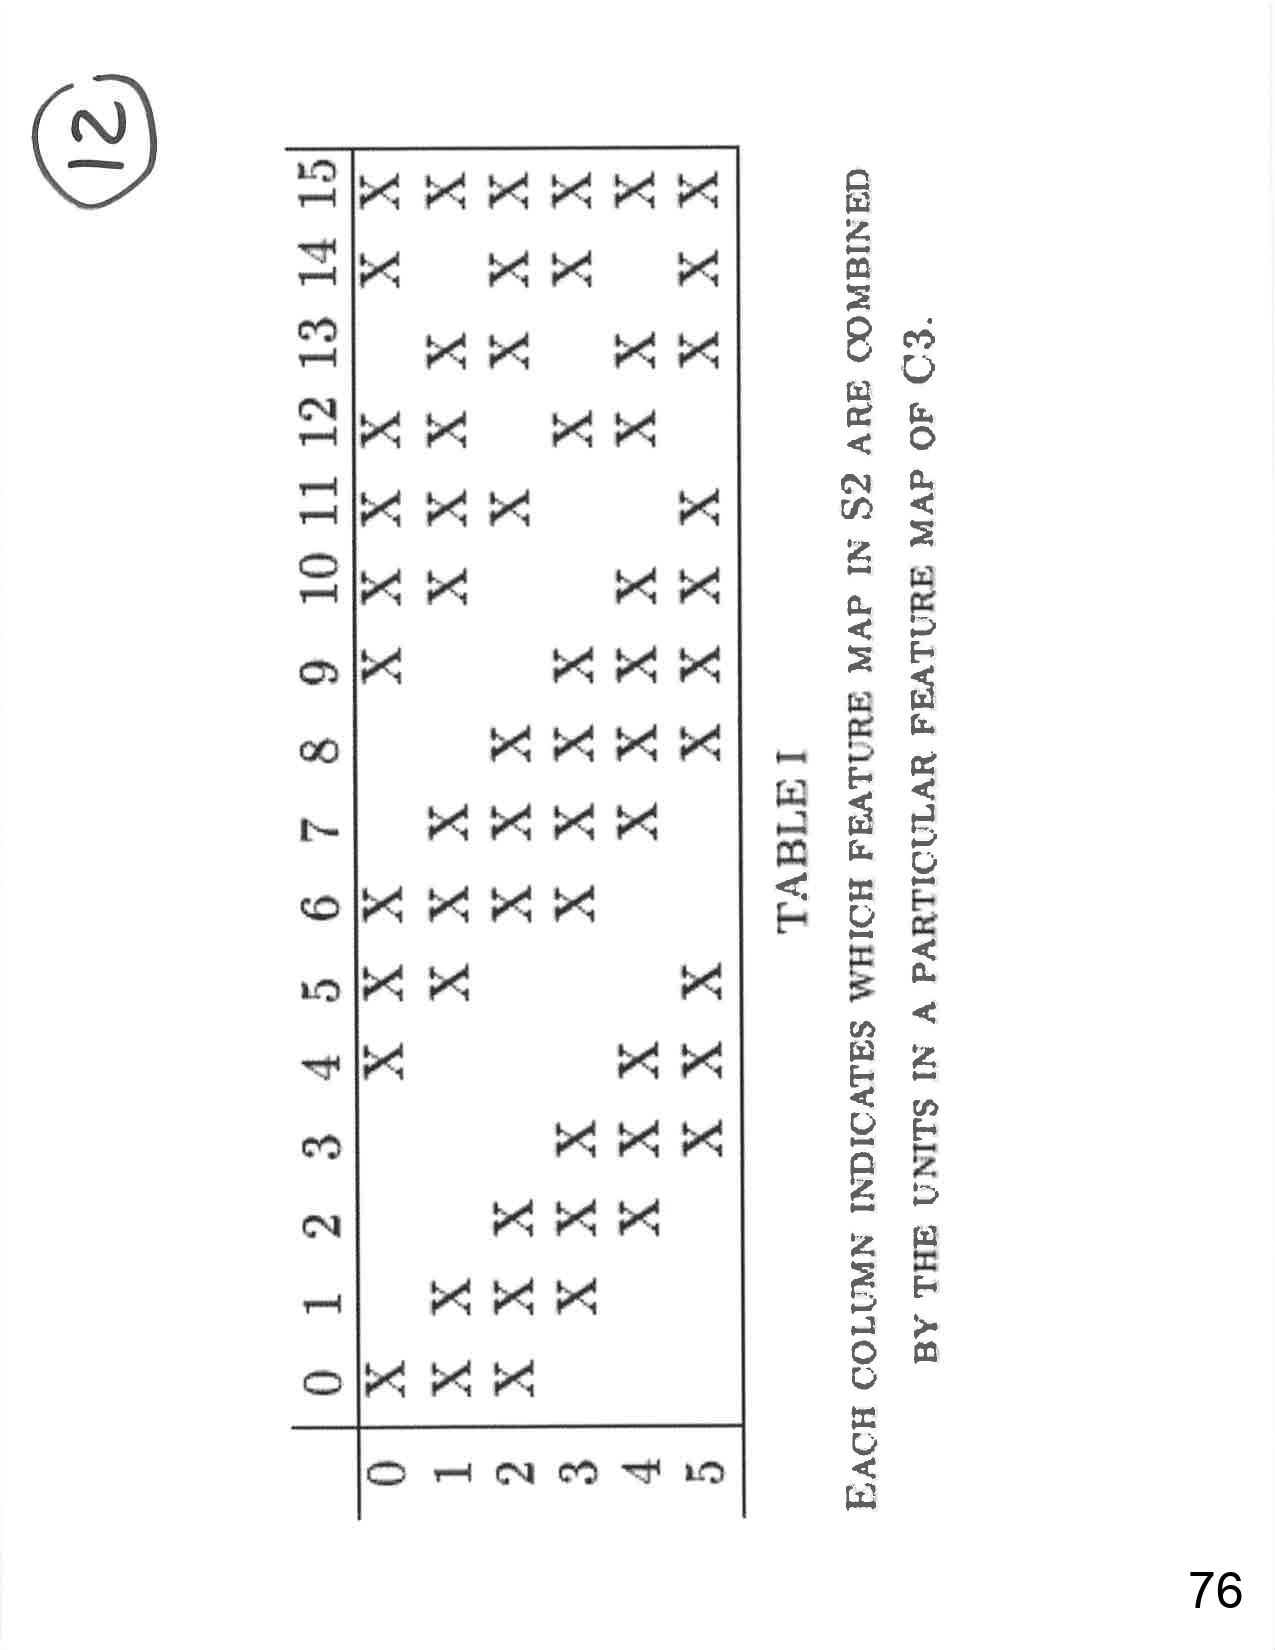 12
0 1 2 3 4 5 6 7 8 9 10 11 12 13 14 15
0 X X X X X X X X X X
1 X X X X X X X X X X
2 X X X X X X X X X X
3 X X X X X X X X X X
4 X X X X X X X X X X
5 X X X X X X X X X X
TABLE I
EACH COLUMN INDICATES WHICH FEATURE MAP IN S2 ARE COMBINED
BY THE UNITS IN A PARTICULAR FEATURE MAP OF C3.
76